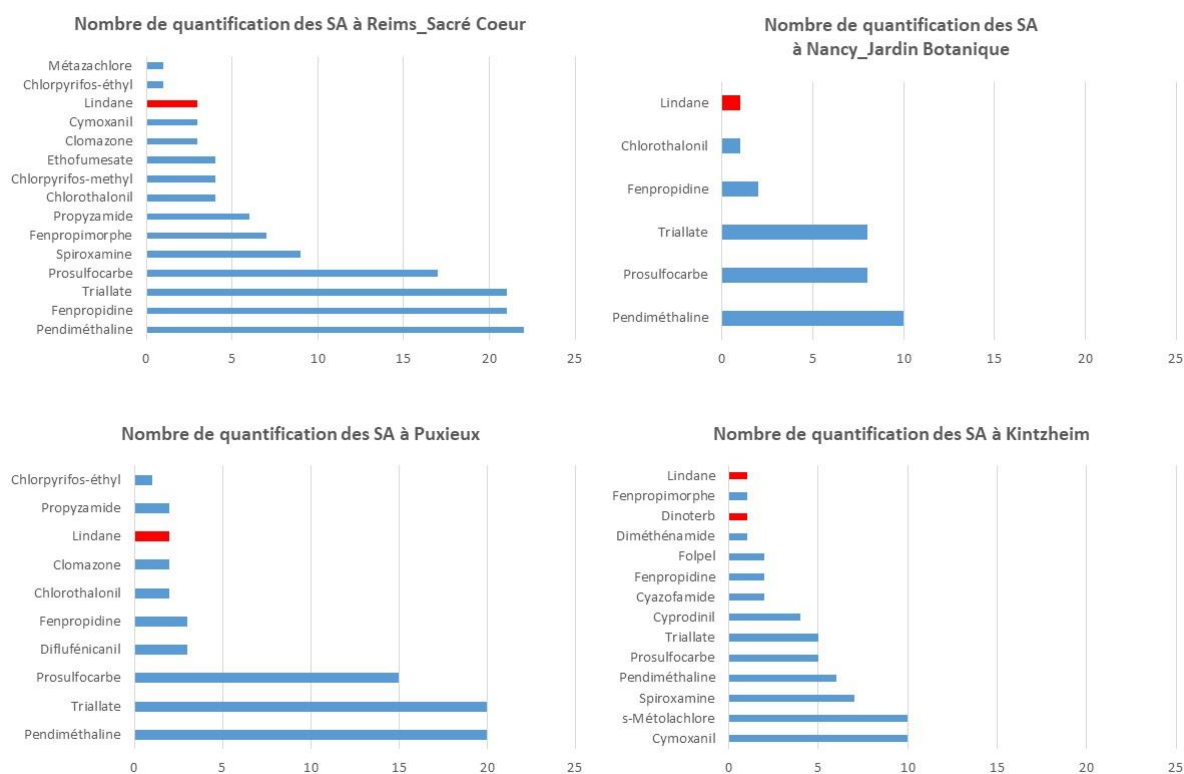 Nombre de quantification des SA à Reims_Sacré Coeur
Métazachlore
Chlorpyrifos-éthyl
Lindane
Cymoxanil
Clomazone
Ethofumesate
Chlorpyrifos-methyl
Chlorothalonil
Propyzamide
Fenpropimorphe
Spiroxamine
Prosulfocarbe
Triallate
Fenpropidine
Pendiméthaline
0 5 10 15 20 25
Nombre de quantification des SA
à Nancy_Jardin Botanique
Lindane
Chlorothalonil
Fenpropidine
Triallate
Prosulfocarbe
Pendiméthaline
0 5 10 15 20 25
Nombre de quantification des SA à Puxieux
Chlorpyrifos-éthyl
Propyzamide
Lindane
Clomazone
Chlorothalonil
Fenpropidine
Diflufénicanil
Prosulfocarbe
Triallate
Pendiméthaline
0 5 10 15 20 25
Nombre de quantification des SA à Kintzheim
Lindane
Fenpropimorphe
Dinoterb
Diméthénamide
Folpel
Fenpropidine
Cyazofamide
Cyprodinil
Triallate
Prosulfocarbe
Pendiméthaline
Spiroxamine
s-Métolachlore
Cymoxanil
0 5 10 15 20 25